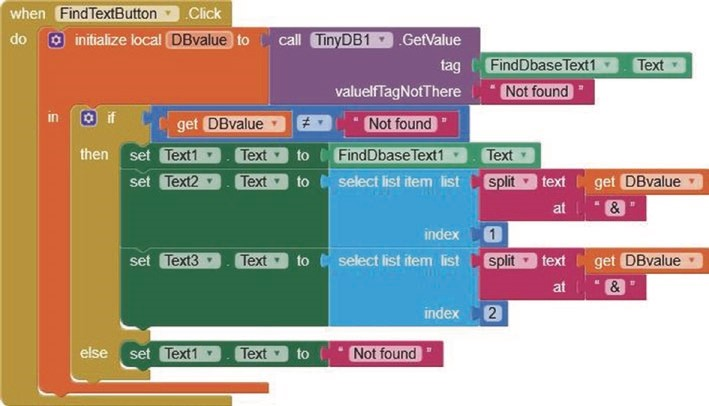 when FindTextButton .Click
do initialize local DBvalue to call TinyDB1 .GetValue
tag FindDbaseText1 . Text
valueIfTagNotThere " Not found "
in if get DBvalue ≠ " Not found "
then set Text1 . Text to FindDbaseText1 . Text
set Text2 . Text to select list item list split text get DBvalue
at " & "
index 1
set Text3 . Text to select list item list split text get DBvalue
at " & "
index 2
else set Text1 . Text to " Not found "